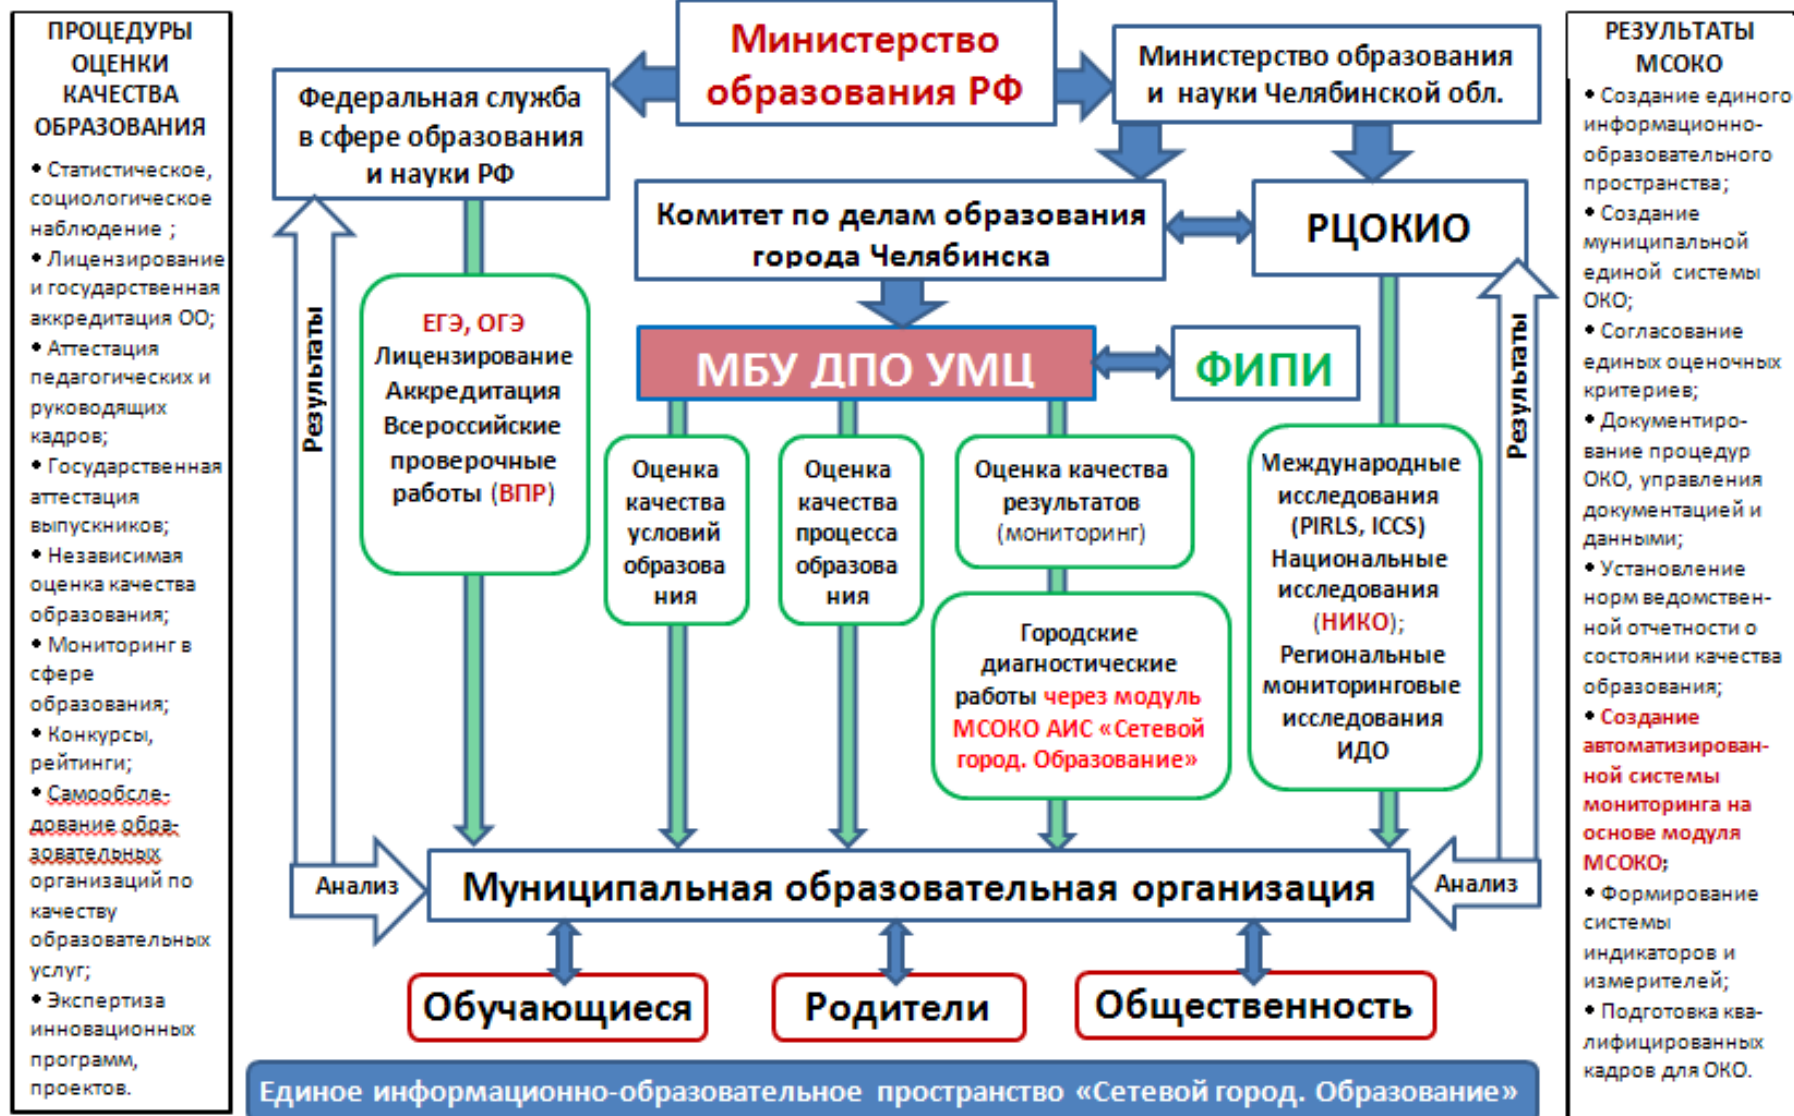 ПРОЦЕДУРЫ
ОЦЕНКИ
КАЧЕСТВА
ОБРАЗОВАНИЯ
• Статистическое,
социологическое
наблюдение ;
• Лицензирование
и государственная
аккредитация ОО;
• Аттестация
педагогических и
руководящих
кадров;
• Государственная
аттестация
выпускников;
• Независимая
оценка качества
образования;
• Мониторинг в
сфере
образования;
• Конкурсы,
рейтинги;
• Самообсле-
дование обра-
зовательных
организаций по
качеству
образовательных
услуг;
• Экспертиза
инновационных
программ,
проектов.
Министерство
образования РФ
Федеральная служба
в сфере образования
и науки РФ
Министерство образования
и науки Челябинской обл.
Комитет по делам образования
города Челябинска
РЦОКИО
МБУ ДПО УМЦ
ФИПИ
Результаты
ЕГЭ, ОГЭ
Лицензирование
Аккредитация
Всероссийские
проверочные
работы (ВПР)
Оценка
качества
условий
образова
ния
Оценка
качества
процесса
образова
ния
Оценка качества
результатов
(мониторинг)
Городские
диагностические
работы через модуль
МСОКО АИС «Сетевой
город. Образование»
Международные
исследования
(PIRLS, ICCS)
Национальные
исследования
(НИКО);
Региональные
мониторинговые
исследования
ИДО
Результаты
Анализ
Муниципальная образовательная организация
Анализ
Обучающиеся
Родители
Общественность
Единое информационно-образовательное пространство «Сетевой город. Образование»
РЕЗУЛЬТАТЫ
МСОКО
• Создание единого
информационно-
образовательного
пространства;
• Создание
муниципальной
единой системы
ОКО;
• Согласование
единых оценочных
критериев;
• Документиро-
вание процедур
ОКО, управления
документацией и
данными;
• Установление
норм ведомствен-
ной отчетности о
состоянии качества
образования;
• Создание
автоматизирован-
ной системы
мониторинга на
основе модуля
МСОКО;
• Формирование
системы
индикаторов и
измерителей;
• Подготовка ква-
лифицированных
кадров для ОКО.